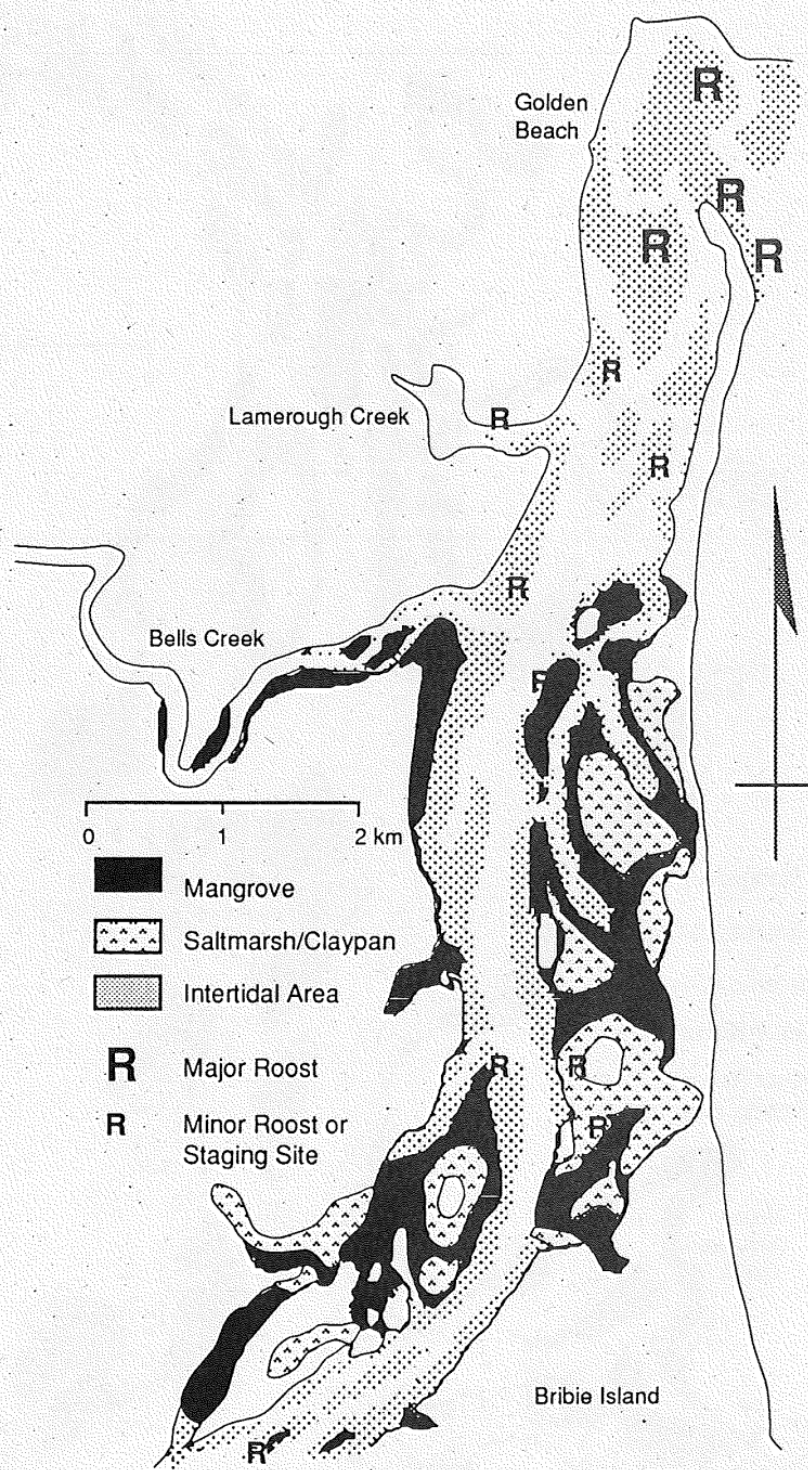 R
Golden
Beach
R
R
R
R
Lamerough Creek
R
R
R
Bells Creek
R
0 1 2 km
Mangrove
Saltmarsh/Claypan
Intertidal Area
R Major Roost
R
R
R Minor Roost or
Staging Site
R
Bribie Island
R